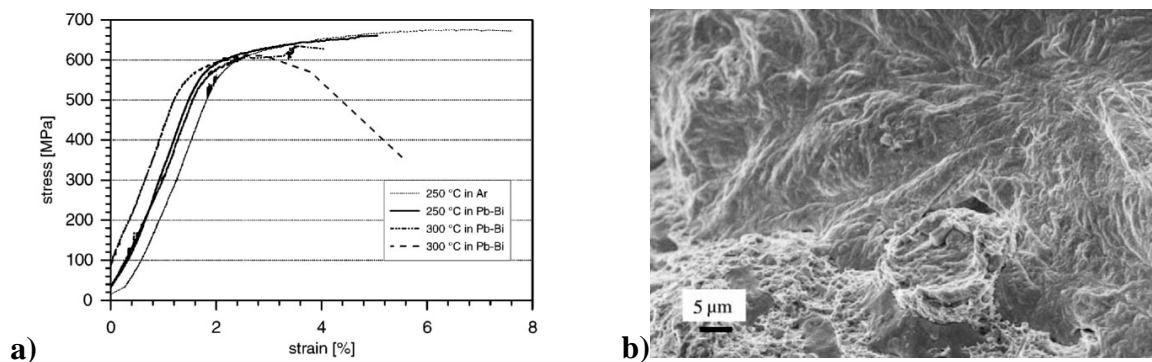 700
600
500
400
300
200
100
0
stress [MPa]
250 °C in Ar
250 °C in Pb-Bi
300 °C in Pb-Bi
300 °C in Pb-Bi
0 2 4 6 8
strain [%]
a)
5 µm
b)